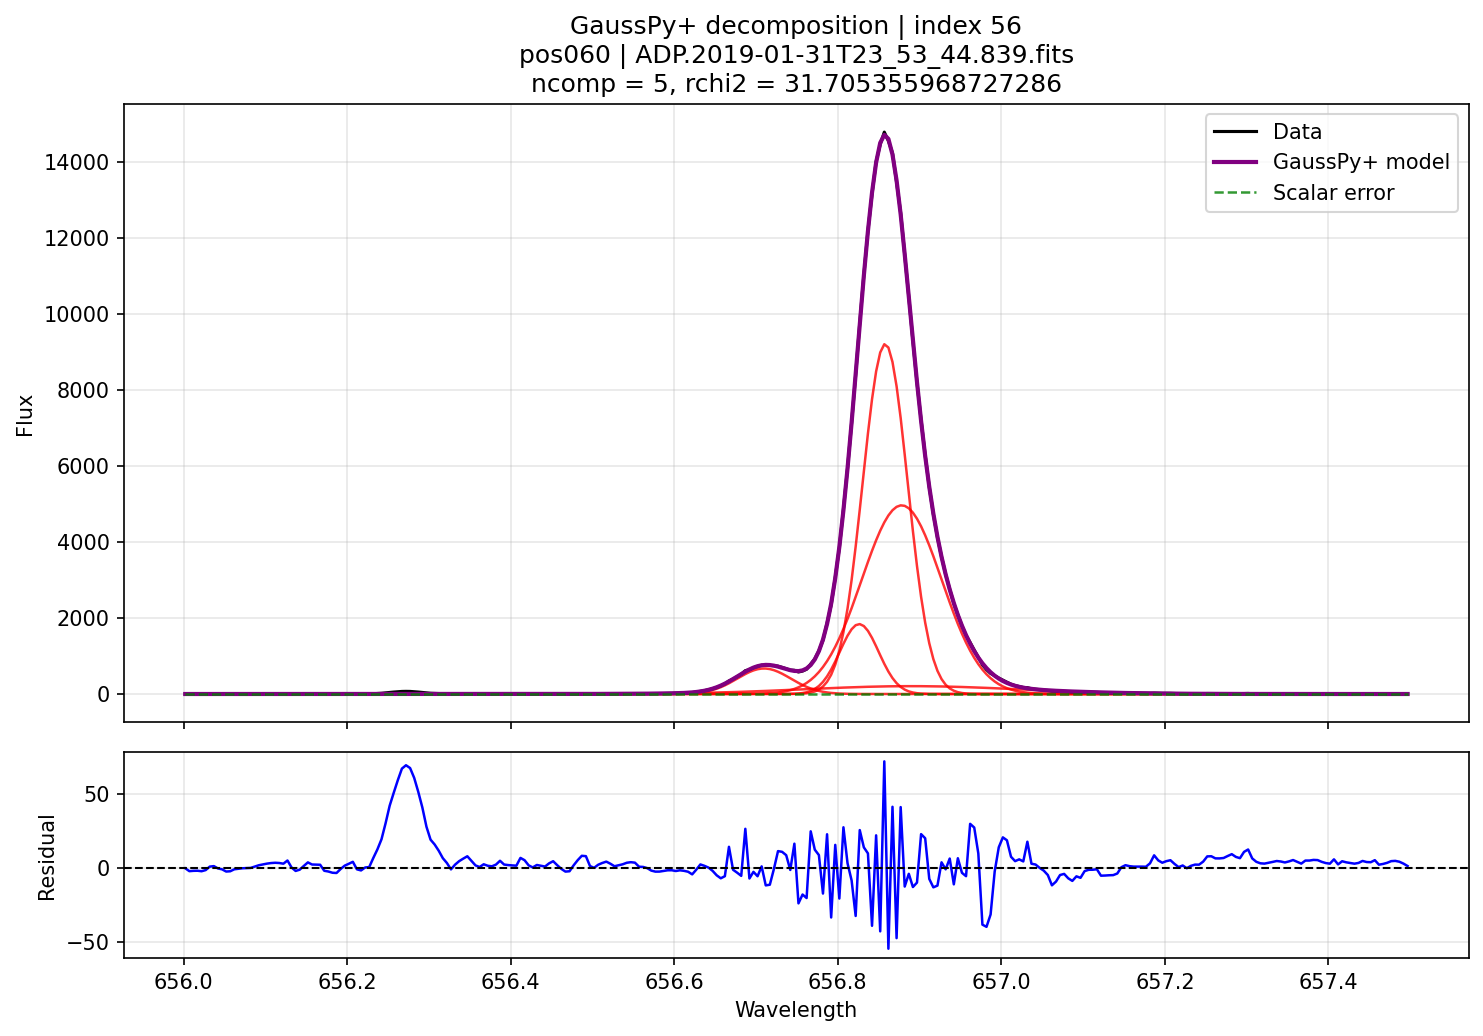 GaussPy+ decomposition | index 56
pos060 | ADP.2019-01-31T23_53_44.839.fits
ncomp = 5, rchi2 = 31.705355968727286
Data
GaussPy+ model
Scalar error
14000
12000
10000
8000
6000
4000
2000
0
Flux
50
0
−50
Residual
656.0
656.2
656.4
656.6
656.8
657.0
657.2
657.4
Wavelength